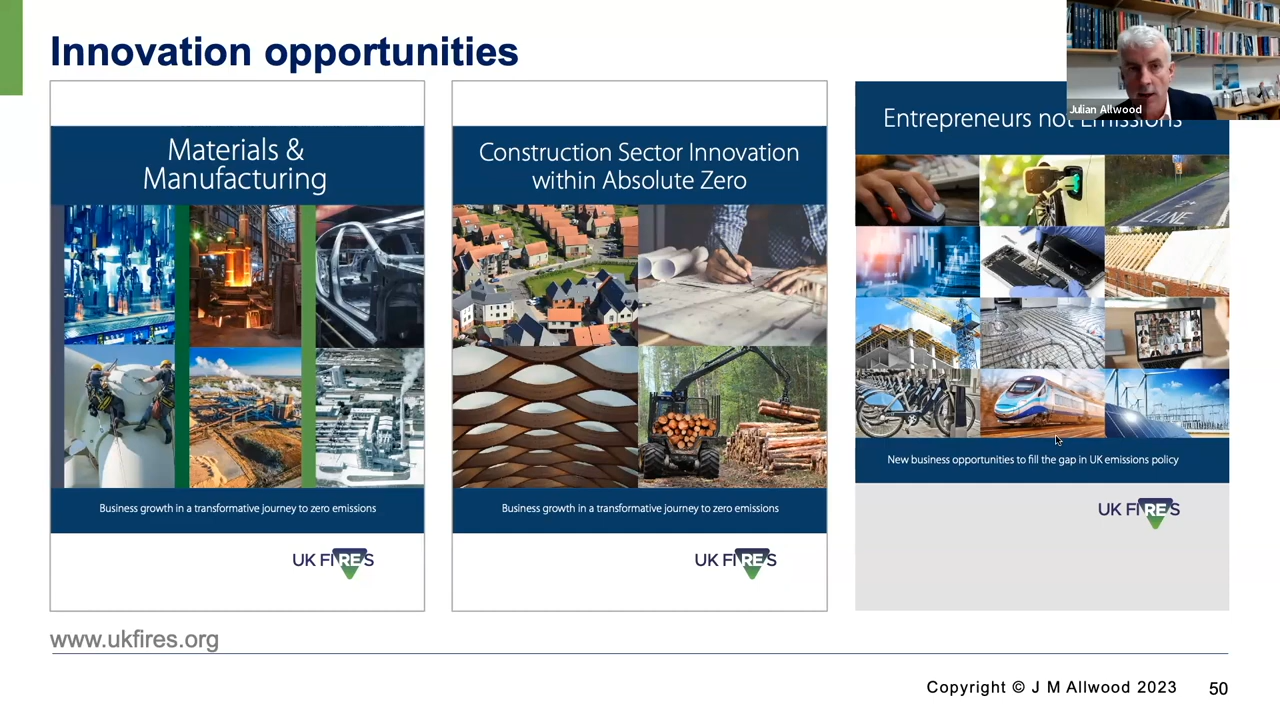 Innovation opportunities
Julian Allwood
Materials &
Manufacturing
Business growth in a transformative journey to zero emissions
UK FIRES
Construction Sector Innovation
within Absolute Zero
Business growth in a transformative journey to zero emissions
UK FIRES
Entrepreneurs not Emissions
LANE
New business opportunities to fill the gap in UK emissions policy
UK FIRES
www.ukfires.org
Copyright © J M Allwood 2023
50